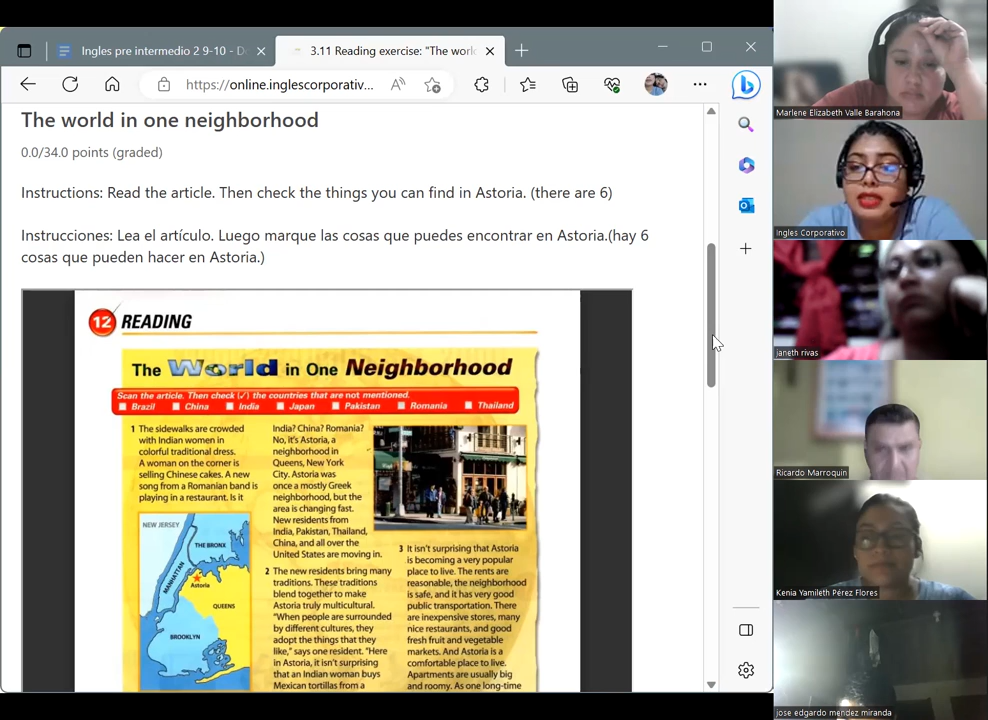 Ingles pre intermedio 2 9-10 - D
3.11 Reading exercise: "The worl
https://online.inglescorporativ...
The world in one neighborhood
0.0/34.0 points (graded)
Instructions: Read the article. Then check the things you can find in Astoria. (there are 6)
Instrucciones: Lea el artículo. Luego marque las cosas que puedes encontrar en Astoria.(hay 6
cosas que pueden hacer en Astoria.)
12 READING
The World in One Neighborhood
Scan the article. Then check (✓) the countries that are not mentioned.
Brazil China India Japan Pakistan Romania Thailand
1 The sidewalks are crowded
with Indian women in
colorful traditional dress.
A woman on the corner is
selling Chinese cakes. A new
song from a Romanian band is
playing in a restaurant. Is it
NEW JERSEY
THE BRONX
MANHATTAN
Astoria
QUEENS
BROOKLYN
India? China? Romania?
No, it's Astoria, a
neighborhood in
Queens, New York
City. Astoria was
once a mostly Greek
neighborhood, but the
area is changing fast.
New residents from
India, Pakistan, Thailand,
China, and all over the
United States are moving in.
2 The new residents bring many
traditions. These traditions
blend together to make
Astoria truly multicultural.
"When people are surrounded
by different cultures, they
adopt the things that they
like," says one resident. "Here
in Astoria, it isn't surprising
that an Indian woman buys
Mexican tortillas from a
3 It isn't surprising that Astoria
is becoming a very popular
place to live. The rents are
reasonable, the neighborhood
is safe, and it has very good
public transportation. There
are inexpensive stores, many
nice restaurants, and good
fresh fruit and vegetable
markets. And Astoria is a
comfortable place to live.
Apartments are usually big
and roomy. As one long-time
Marlene Elizabeth Valle Barahona
Ingles Corporativo
janeth rivas
Ricardo Marroquin
Kenia Yamileth Pérez Flores
jose edgardo mendez miranda